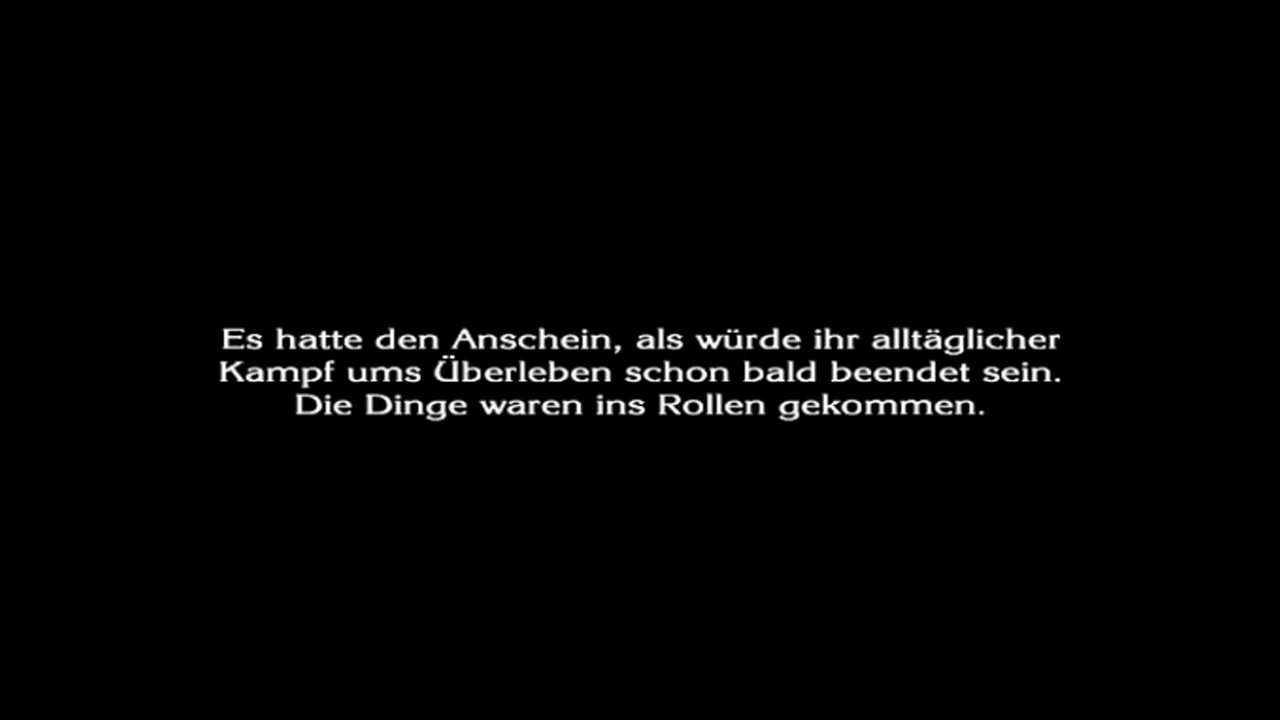 Es hatte den Anschein, als würde ihr alltäglicher
Kampf ums Überleben schon bald beendet sein.
Die Dinge waren ins Rollen gekommen.